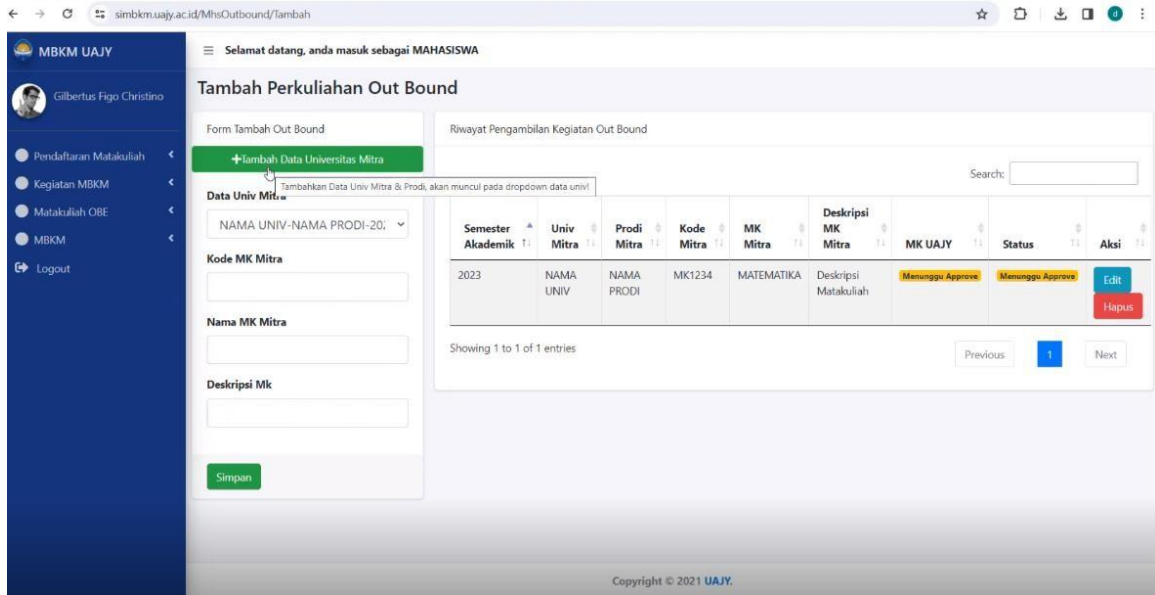 simbkm.uajy.ac.id/MhsOutbound/Tambah
d
MBKM UAJY
Selamat datang, anda masuk sebagai MAHASISWA
Gilbertus Figo Christino
Pendaftaran Matakuliah
Kegiatan MBKM
Matakuliah OBE
MBKM
Logout
Tambah Perkuliahan Out Bound
Form Tambah Out Bound
+Tambah Data Universitas Mitra
Tambahkan Data Univ Mitra & Prodi, akan muncul pada dropdown data univ!
Data Univ Mitra
NAMA UNIV-NAMA PRODI-20:
Kode MK Mitra
Nama MK Mitra
Deskripsi Mk
Simpan
Riwayat Pengambilan Kegiatan Out Bound
Search:
Semester Akademik Univ Mitra Prodi Mitra Kode Mitra MK Mitra Deskripsi MK Mitra MK UAJY Status Aksi
2023 NAMA UNIV NAMA PRODI MK1234 MATEMATIKA Deskripsi Matakuliah Menunggu Approve Menunggu Approve Edit
Hapus
Showing 1 to 1 of 1 entries
Previous 1 Next
Copyright © 2021 UAJY.